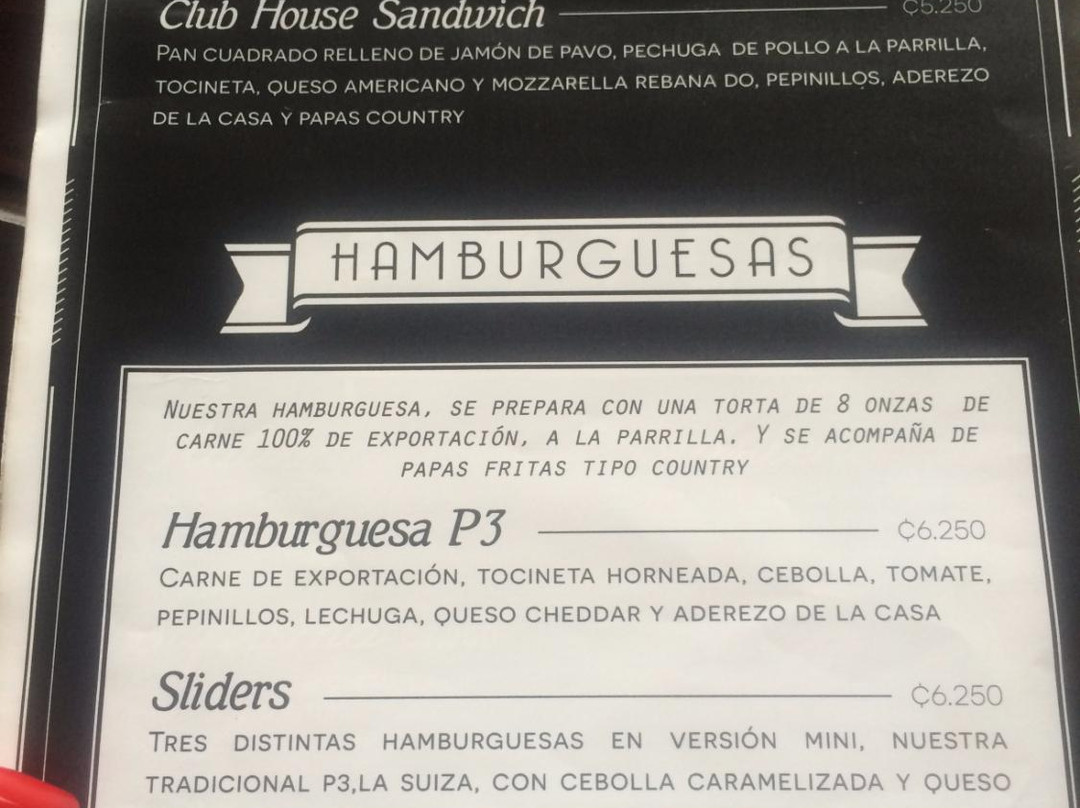 Club House Sandwich ₡5.250
PAN CUADRADO RELLENO DE JAMÓN DE PAVO, PECHUGA DE POLLO A LA PARRILLA,
TOCINETA, QUESO AMERICANO Y MOZZARELLA REBANA DO, PEPINILLOS, ADEREZO
DE LA CASA Y PAPAS COUNTRY
HAMBURGUESAS
NUESTRA HAMBURGUESA, SE PREPARA CON UNA TORTA DE 8 ONZAS DE
CARNE 100% DE EXPORTACIÓN, A LA PARRILLA. Y SE ACOMPAÑA DE
PAPAS FRITAS TIPO COUNTRY
Hamburguesa P3 ₡6.250
CARNE DE EXPORTACIÓN, TOCINETA HORNEADA, CEBOLLA, TOMATE,
PEPINILLOS, LECHUGA, QUESO CHEDDAR Y ADEREZO DE LA CASA
Sliders ₡6.250
TRES DISTINTAS HAMBURGUESAS EN VERSIÓN MINI, NUESTRA
TRADICIONAL P3,LA SUIZA, CON CEBOLLA CARAMELIZADA Y QUESO